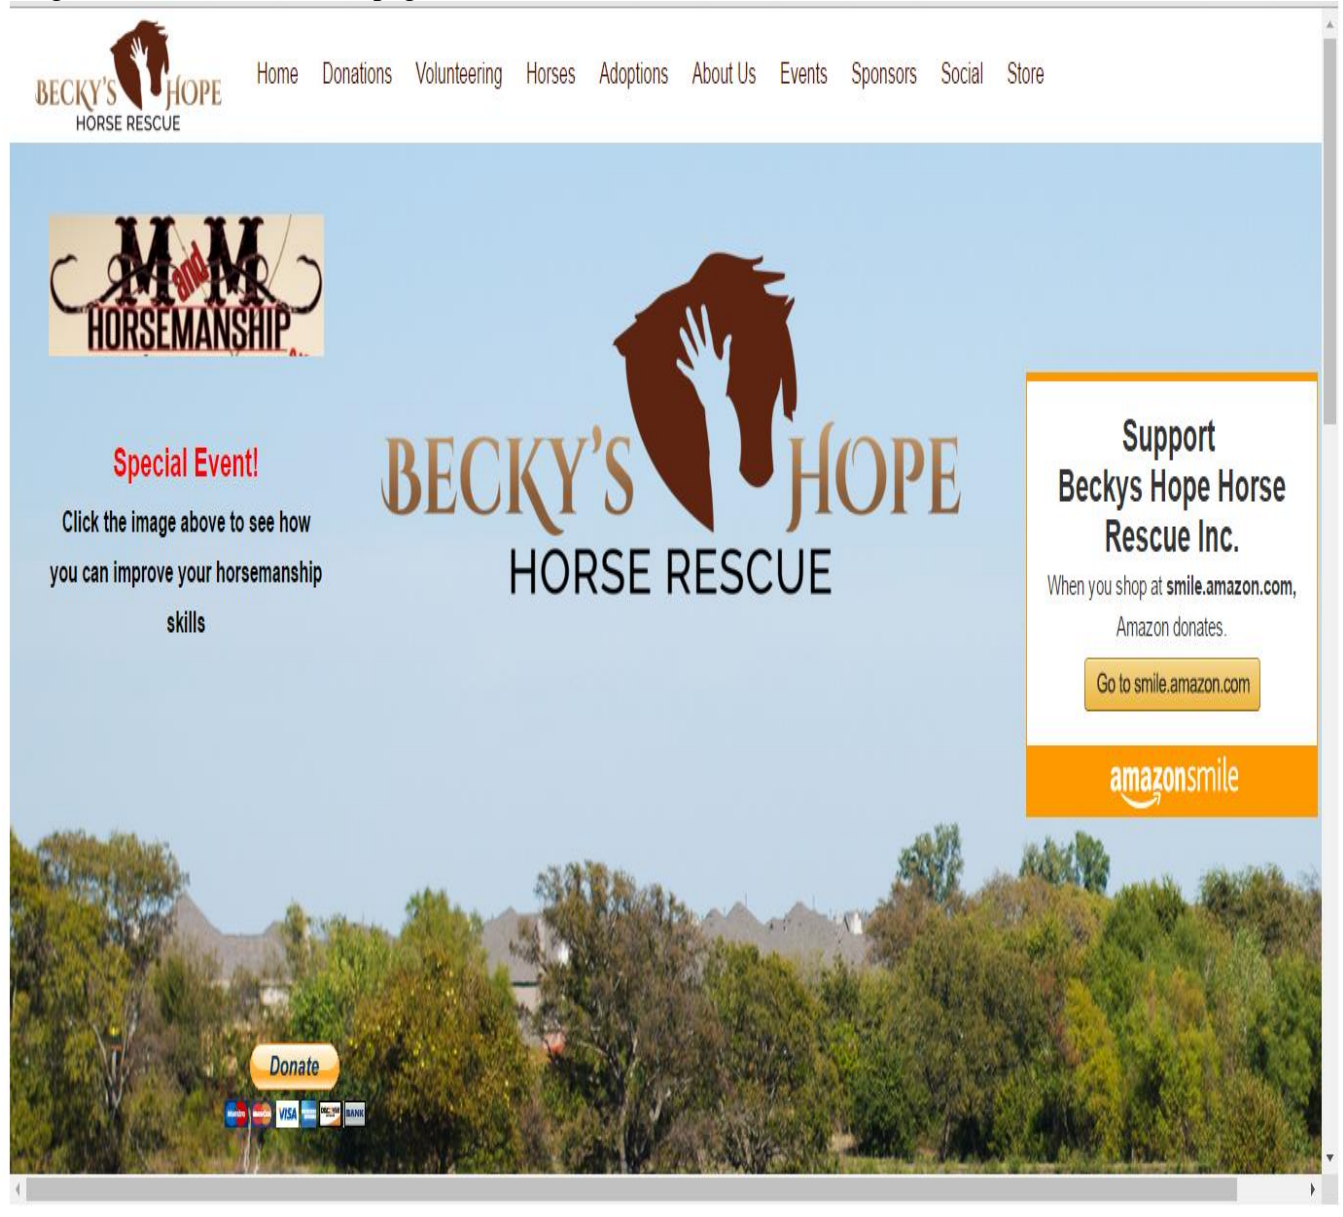 BECKY'S HOPE
HORSE RESCUE
Home Donations Volunteering Horses Adoptions About Us Events Sponsors Social Store
M and M
HORSEMANSHIP
Special Event!
Click the image above to see how
you can improve your horsemanship
skills
BECKY'S HOPE
HORSE RESCUE
Support
Beckys Hope Horse
Rescue Inc.
When you shop at smile.amazon.com,
Amazon donates.
Go to smile.amazon.com
amazonsmile
Donate
VISA
BANK